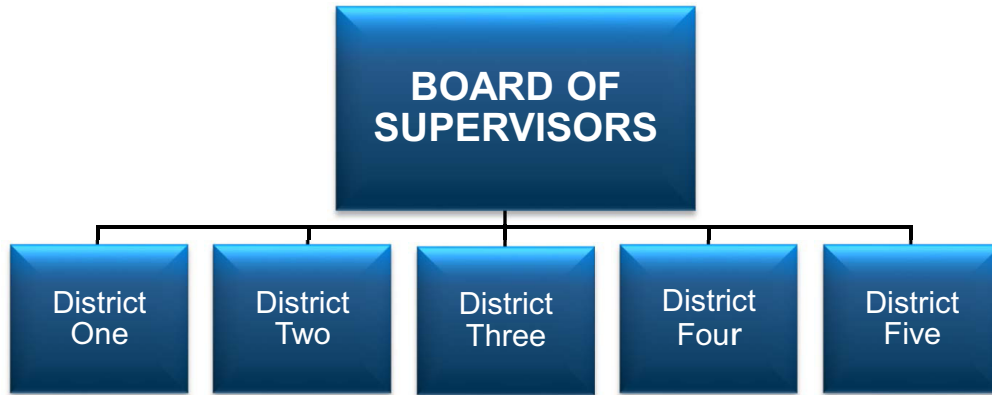 BOARD OF
SUPERVISORS
District
One
District
Two
District
Three
District
Four
District
Five